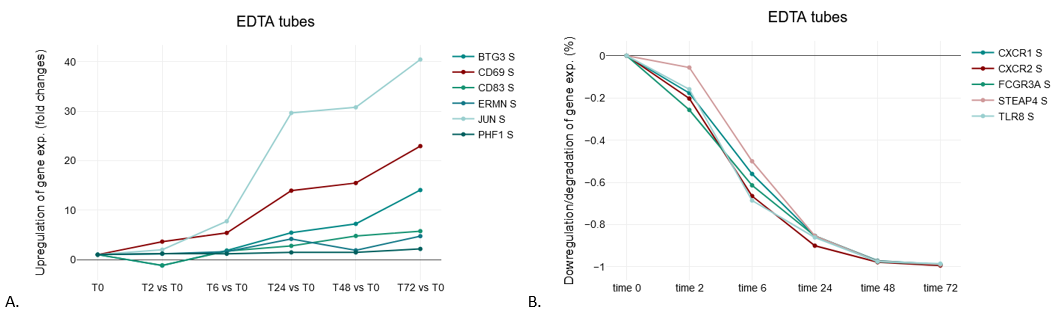 EDTA tubes
Upregulation of gene exp. (fold changes)
40
30
20
10
0
T0
T2 vs T0
T6 vs T0
T24 vs T0
T48 vs T0
T72 vs T0
BTG3 S
CD69 S
CD83 S
ERMN S
JUN S
PHF1 S
A.
EDTA tubes
Dowregulation/degradation of gene exp. (%)
0
−0.2
−0.4
−0.6
−0.8
−1
time 0
time 2
time 6
time 24
time 48
time 72
CXCR1 S
CXCR2 S
FCGR3A S
STEAP4 S
TLR8 S
B.